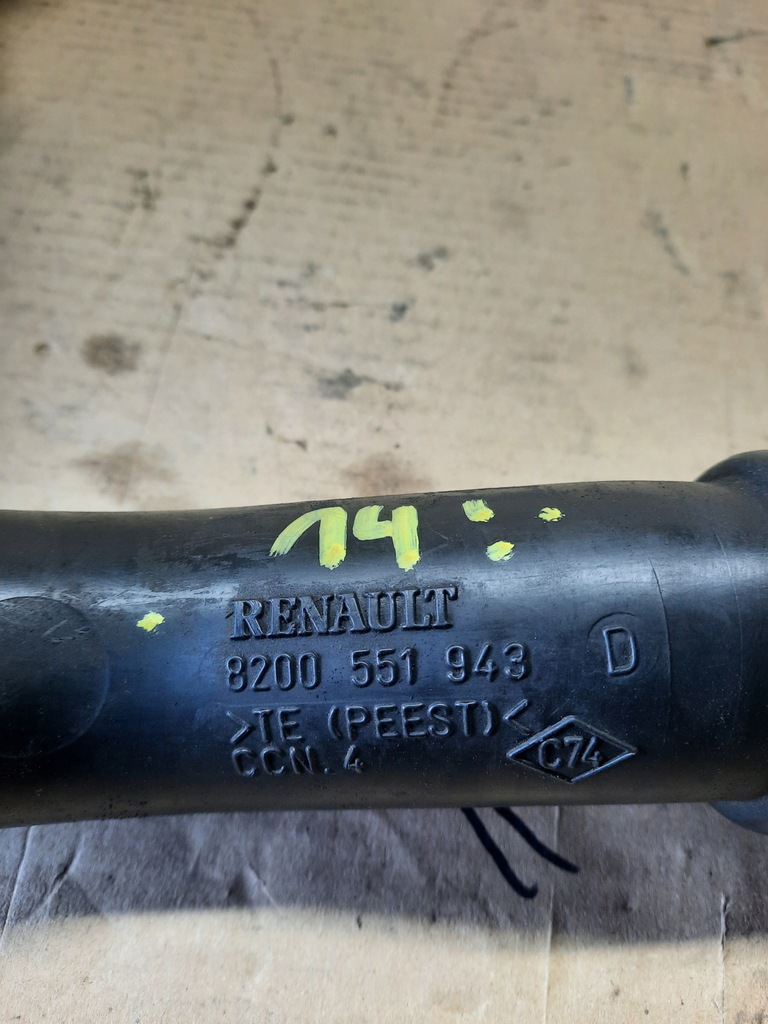 14
RENAULT
8200 551 943
D
>TE (PEEST)<
CCN. 4
C74